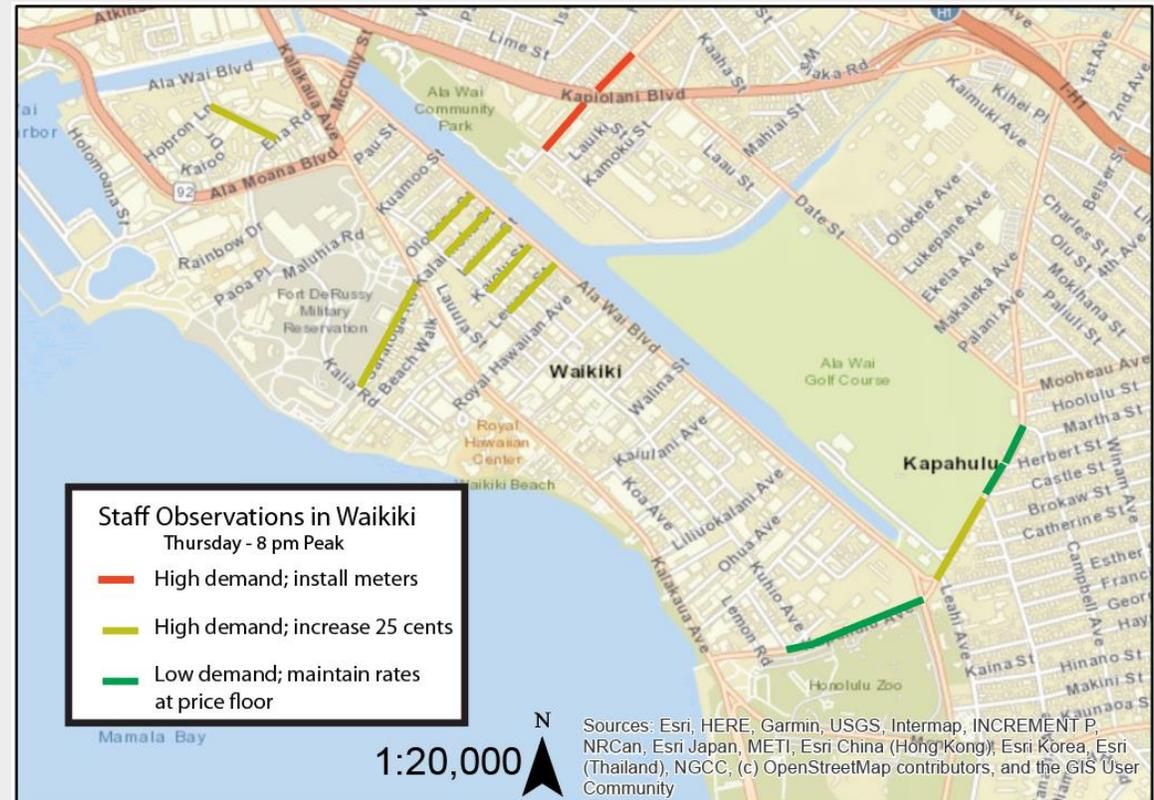 Lime St
Kaaha St
H1
Ave
1st Ave
2nd Ave
I-H1
Ala Wai Blvd
Kalakaua Ave
McCully St
Ala Wai
Community
Park
Kapiolani Blvd
Kaimuki Ave
Kihei Pl
Hobron Ln
Ena Rd
Kaioo Dr
Holomoana St
92
Ala Moana Blvd
Pau St
Kuamoo St
Lauiki St
Kamoku St
Mahiai St
Laau St
Date St
Belser St
Charles St
4th Ave
Olu St
Mokihana St
Paliuli St
Olokele Ave
Lukepane Ave
Ekela Ave
Makaleka Ave
Palani Ave
Rainbow Dr
Paoa Pl
Maluhia Rd
Fort DeRussy
Military
Reservation
Saratoga Rd
Kalia Rd
Beach Walk
Lauula St
Royal Hawaiian Ave
Ala Wai Blvd
Waikiki
Walina St
Ala Wai
Golf Course
Mooheau Ave
Hoolulu St
Martha St
Royal
Hawaiian
Center
Waikiki Beach
Kaiulani Ave
Koa Ave
Liliuokalani Ave
Ohua Ave
Kuhio Ave
Lemon Rd
Kalakaua Ave
Kapahulu
Herbert St
Castle St
Brokaw St
Catherine St
Winam Ave
Campbell Ave
Esther
Franc
Geor
Hay
Leahi Ave
Kapahulu Ave
Kaina St
Hinano St
Makini St
Kaunaoa S
Honolulu Zoo
Staff Observations in Waikiki
Thursday - 8 pm Peak
High demand; install meters
High demand; increase 25 cents
Low demand; maintain rates
at price floor
Mamala Bay
1:20,000
N
Sources: Esri, HERE, Garmin, USGS, Intermap, INCREMENT P,
NRCan, Esri Japan, METI, Esri China (Hong Kong), Esri Korea, Esri
(Thailand), NGCC, (c) OpenStreetMap contributors, and the GIS User
Community